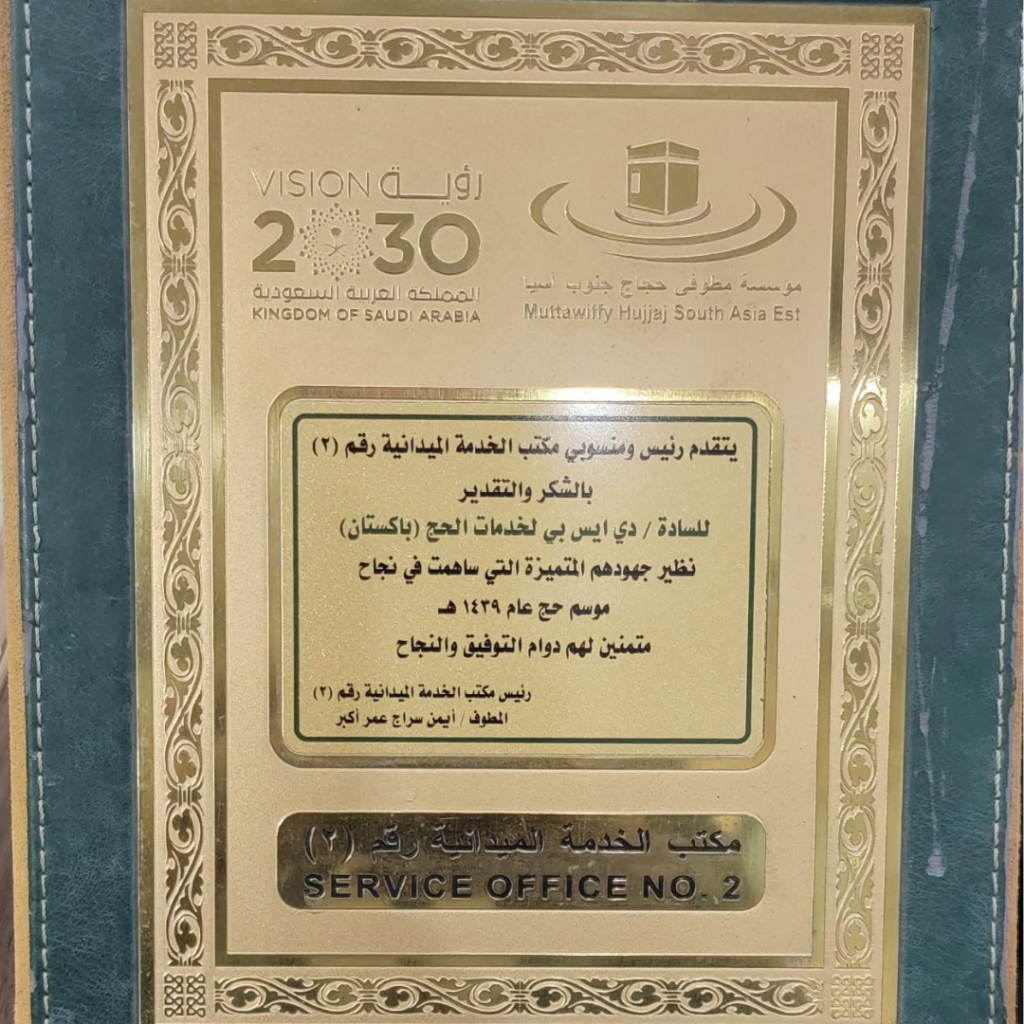 VISION رؤيــة
2030
المملكة العربية السعودية
KINGDOM OF SAUDI ARABIA
موسسة مطوفى حجاج جنوب آسيا
Muttawiffy Hujjaj South Asia Est
يتقدم رئيس ومنسوبي مكتب الخدمة الميدانية رقم (٢)
بالشكر والتقدير
للسادة / دي ايس بي لخدمات الحج (باكستان)
نظير جهودهم المتميزة التي ساهمت في نجاح
موسم حج عام ١٤٣٩ هـ
متمنين لهم دوام التوفيق والنجاح
رئيس مكتب الخدمة الميدانية رقم (٢)
المطوف / أيمن سراج عمر أكبر
مكتب الخدمة الميدانية رقم (٢)
SERVICE OFFICE NO. 2